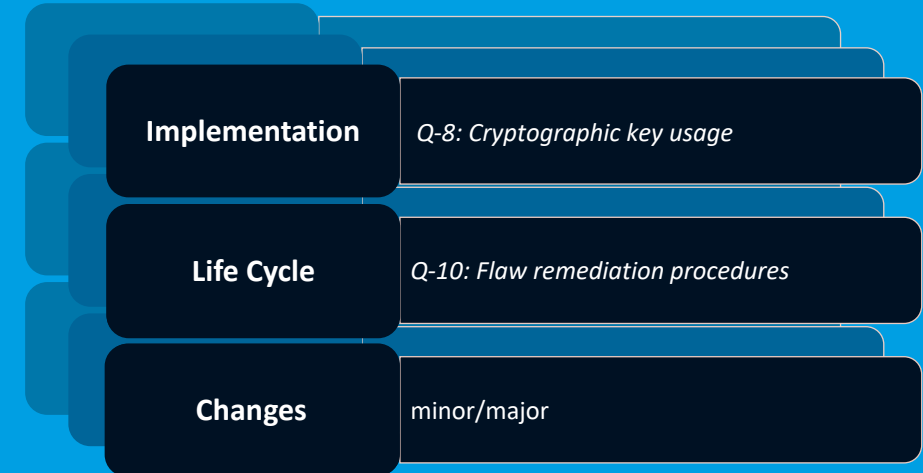 Implementation
Q-8: Cryptographic key usage
Life Cycle
Q-10: Flaw remediation procedures
Changes
minor/major